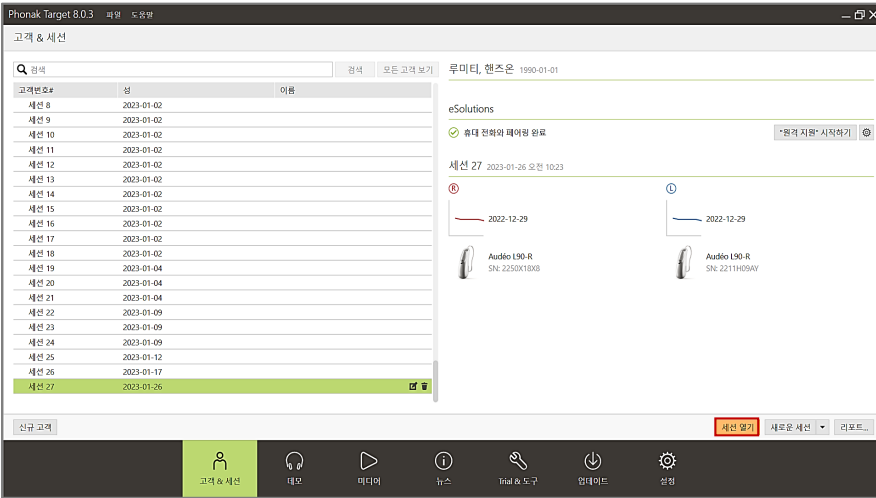 Phonak Target 8.0.3 파일 도움말
고객 & 세션
검색 검색 모든 고객 보기
고객번호# 성 이름
세션 8 2023-01-02
세션 9 2023-01-02
세션 10 2023-01-02
세션 11 2023-01-02
세션 12 2023-01-02
세션 13 2023-01-02
세션 14 2023-01-02
세션 15 2023-01-02
세션 16 2023-01-02
세션 17 2023-01-02
세션 18 2023-01-02
세션 19 2023-01-04
세션 20 2023-01-04
세션 21 2023-01-04
세션 22 2023-01-09
세션 23 2023-01-09
세션 24 2023-01-09
세션 25 2023-01-12
세션 26 2023-01-17
세션 27 2023-01-26
루미티, 핸즈온 1990-01-01
eSolutions
휴대 전화와 페어링 완료 "원격 지원" 시작하기
세션 27 2023-01-26 오전 10:23
R L
2022-12-29 2022-12-29
Audéo L90-R Audéo L90-R
SN: 2250X18X8 SN: 2211H09AY
신규 고객 세션 열기 새로운 세션 리포트...
고객 & 세션 데모 미디어 뉴스 Trial & 도구 업데이트 설정